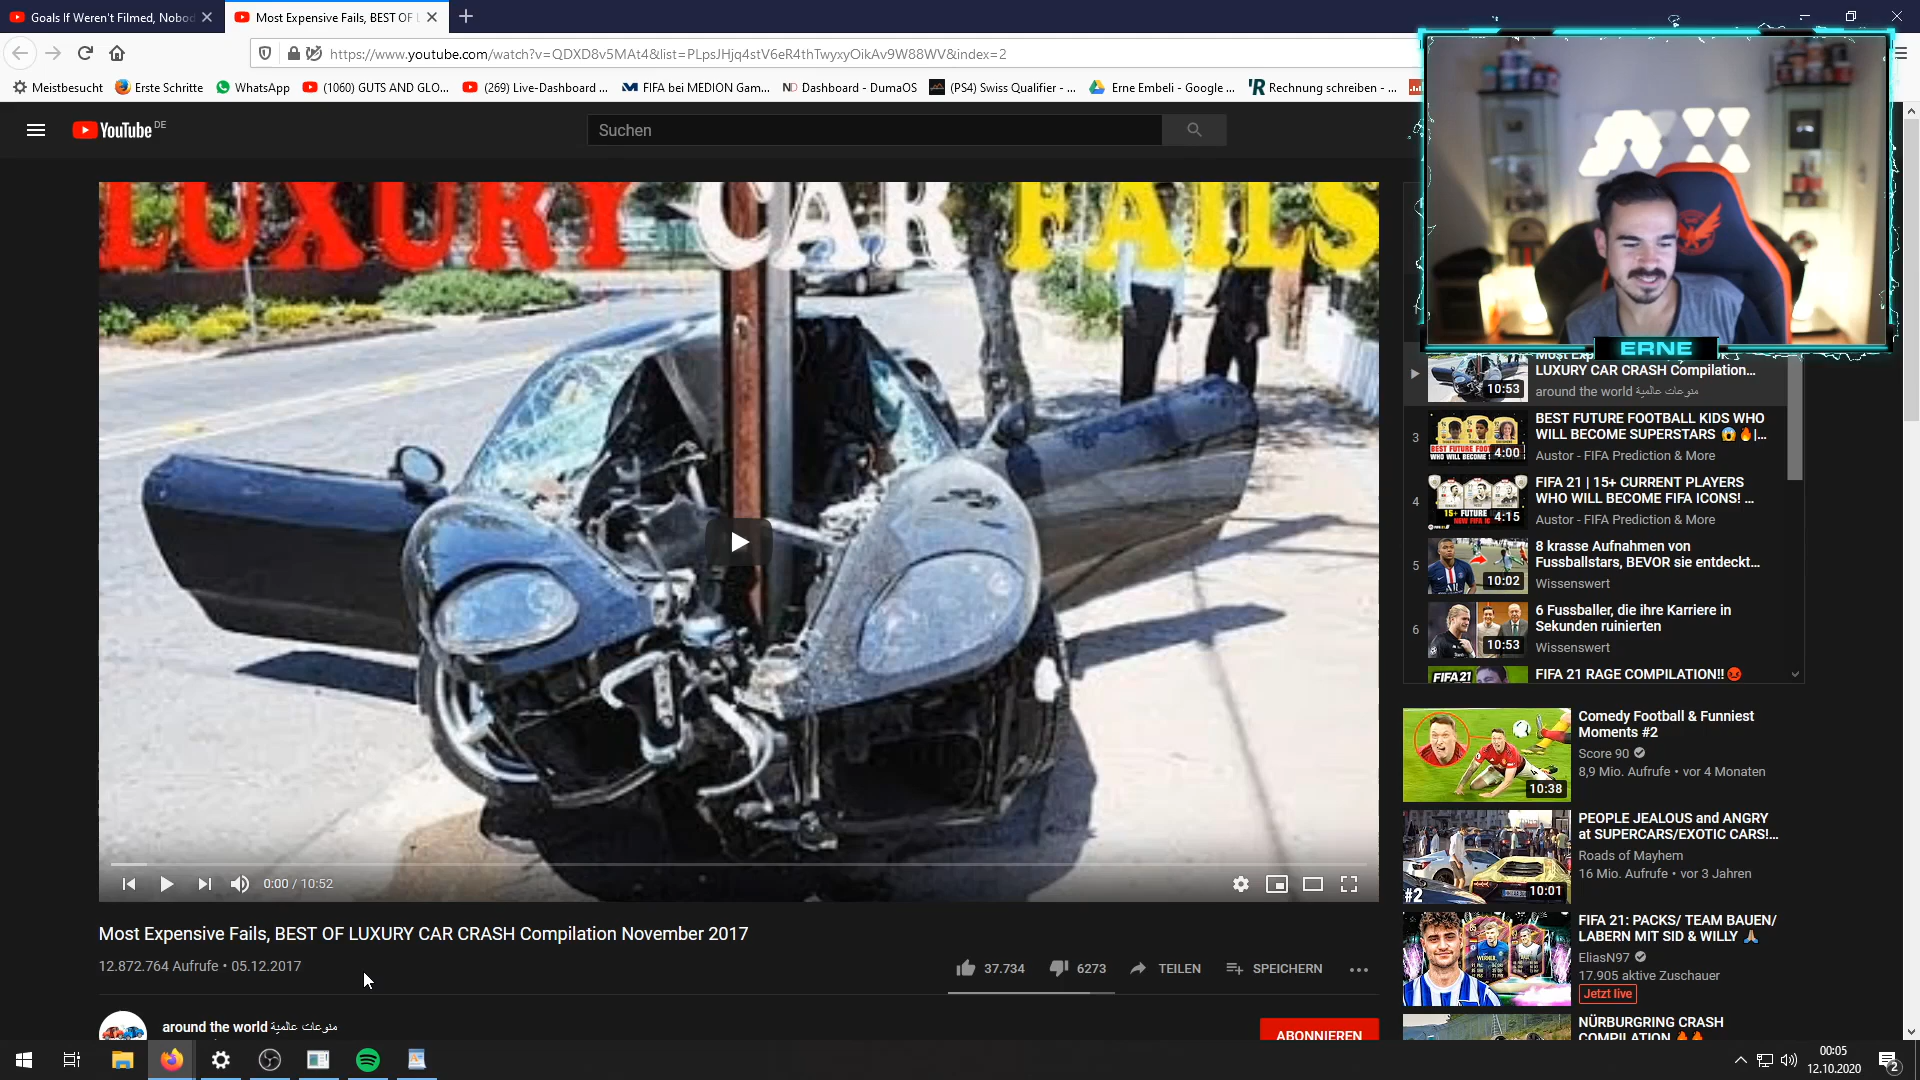 Goals If Weren't Filmed, Nobod
Most Expensive Fails, BEST OF L
https://www.youtube.com/watch?v=QDXD8v5MAt4&list=PLpsJHjq4stV6eR4thTwyxyOikAv9W88WV&index=2
Meistbesucht
Erste Schritte
WhatsApp
(1060) GUTS AND GLO...
(269) Live-Dashboard ...
FIFA bei MEDION Gam...
Dashboard - DumaOS
(PS4) Swiss Qualifier - ...
Erne Embeli - Google ...
Rechnung schreiben - ...
YouTube DE
Suchen
LUXURY CAR FAILS
ERNE
LUXURY CAR CRASH Compilation...
around the world منوعات عالمية
10:53
3
BEST FUTURE FOOTBALL KIDS WHO
WILL BECOME SUPERSTARS 😱🔥|...
Austor - FIFA Prediction & More
4:00
4
FIFA 21 | 15+ CURRENT PLAYERS
WHO WILL BECOME FIFA ICONS! ...
Austor - FIFA Prediction & More
4:15
5
8 krasse Aufnahmen von
Fussballstars, BEVOR sie entdeckt...
Wissenswert
10:02
6
6 Fussballer, die ihre Karriere in
Sekunden ruinierten
Wissenswert
10:53
FIFA 21
FIFA 21 RAGE COMPILATION!! 😡
Comedy Football & Funniest
Moments #2
Score 90
8,9 Mio. Aufrufe • vor 4 Monaten
10:38
PEOPLE JEALOUS and ANGRY
at SUPERCARS/EXOTIC CARS!...
Roads of Mayhem
16 Mio. Aufrufe • vor 3 Jahren
#2
10:01
FIFA 21: PACKS/ TEAM BAUEN/
LABERN MIT SID & WILLY 🙏
EliasN97
17.905 aktive Zuschauer
Jetzt live
NÜRBURGRING CRASH
COMPILATION 🔥🔥
0:00 / 10:52
Most Expensive Fails, BEST OF LUXURY CAR CRASH Compilation November 2017
12.872.764 Aufrufe • 05.12.2017
37.734
6273
TEILEN
SPEICHERN
around the world منوعات عالمية
ABONNIEREN
00:05
12.10.2020
2